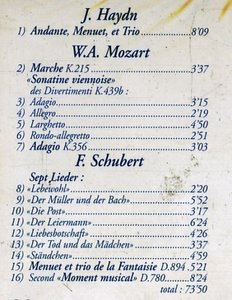 J. Haydn
1) Andante, Menuet, et Trio 8'09
W.A. Mozart
2) Marche K.215 3'37
«Sonatine viennoise»
des Divertimenti K.439b :
3) Adagio 3'15
4) Allegro 2'19
5) Larghetto 4'50
6) Rondo-allegretto 2'51
7) Adagio K.356 3'03
F. Schubert
Sept Lieder :
8) «Lebewohl» 2'20
9) «Der Müller und der Bach» 5'52
10) «Die Post» 3'17
11) «Der Leiermann» 6'24
12) «Liebesbotschaft» 4'26
13) «Der Tod und das Mädchen» 3'37
14) «Ständchen» 4'59
15) Menuet et trio de la Fantaisie D.894 .5'21
16) Second «Moment musical» D.780 8'24
total : 73'50